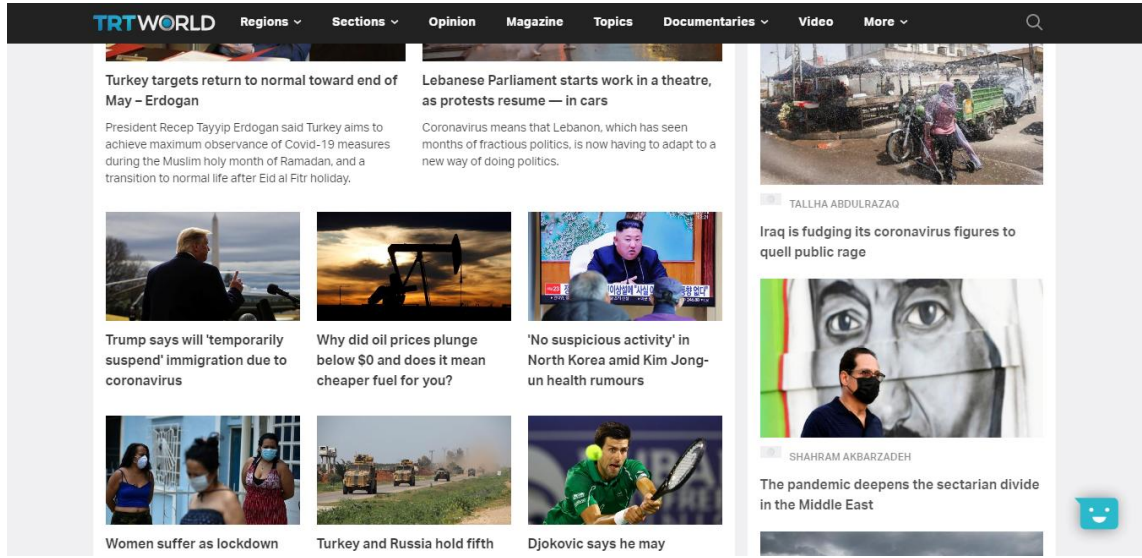 TRTWORLD Regions Sections Opinion Magazine Topics Documentaries Video More
Turkey targets return to normal toward end of
May – Erdogan
President Recep Tayyip Erdogan said Turkey aims to
achieve maximum observance of Covid-19 measures
during the Muslim holy month of Ramadan, and a
transition to normal life after Eid al Fitr holiday.
Lebanese Parliament starts work in a theatre,
as protests resume — in cars
Coronavirus means that Lebanon, which has seen
months of fractious politics, is now having to adapt to a
new way of doing politics.
Trump says will 'temporarily
suspend' immigration due to
coronavirus
Why did oil prices plunge
below $0 and does it mean
cheaper fuel for you?
'No suspicious activity' in
North Korea amid Kim Jong-
un health rumours
Women suffer as lockdown
Turkey and Russia hold fifth
Djokovic says he may
TALLHA ABDULRAZAQ
Iraq is fudging its coronavirus figures to
quell public rage
SHAHRAM AKBARZADEH
The pandemic deepens the sectarian divide
in the Middle East